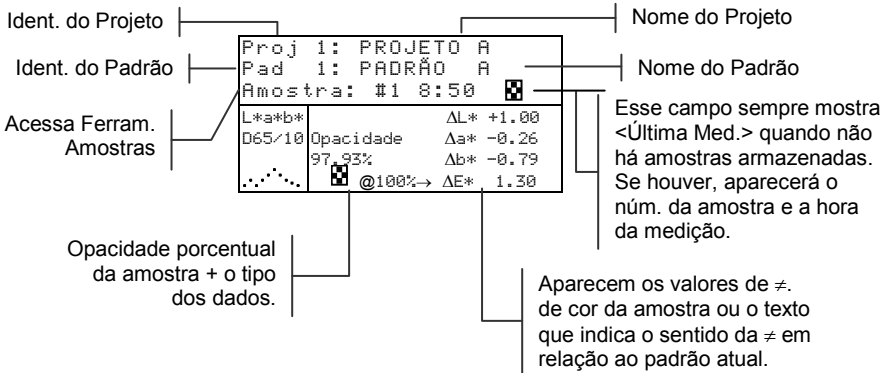 Ident. do Projeto
Nome do Projeto
Proj 1: PROJETO A
Ident. do Padrão
Pad 1: PADRÃO A
Nome do Padrão
Amostra: #1 8:50
Acessa Ferram.
Amostras
L*a*b*
D65/10
Opacidade
97.93%
@100%→
ΔL* +1.00
Δa* -0.26
Δb* -0.79
ΔE* 1.30
Esse campo sempre mostra
<Última Med.> quando não
há amostras armazenadas.
Se houver, aparecerá o
núm. da amostra e a hora
da medição.
Opacidade porcentual
da amostra + o tipo
dos dados.
Aparecem os valores de ≠.
de cor da amostra ou o texto
que indica o sentido da ≠ em
relação ao padrão atual.